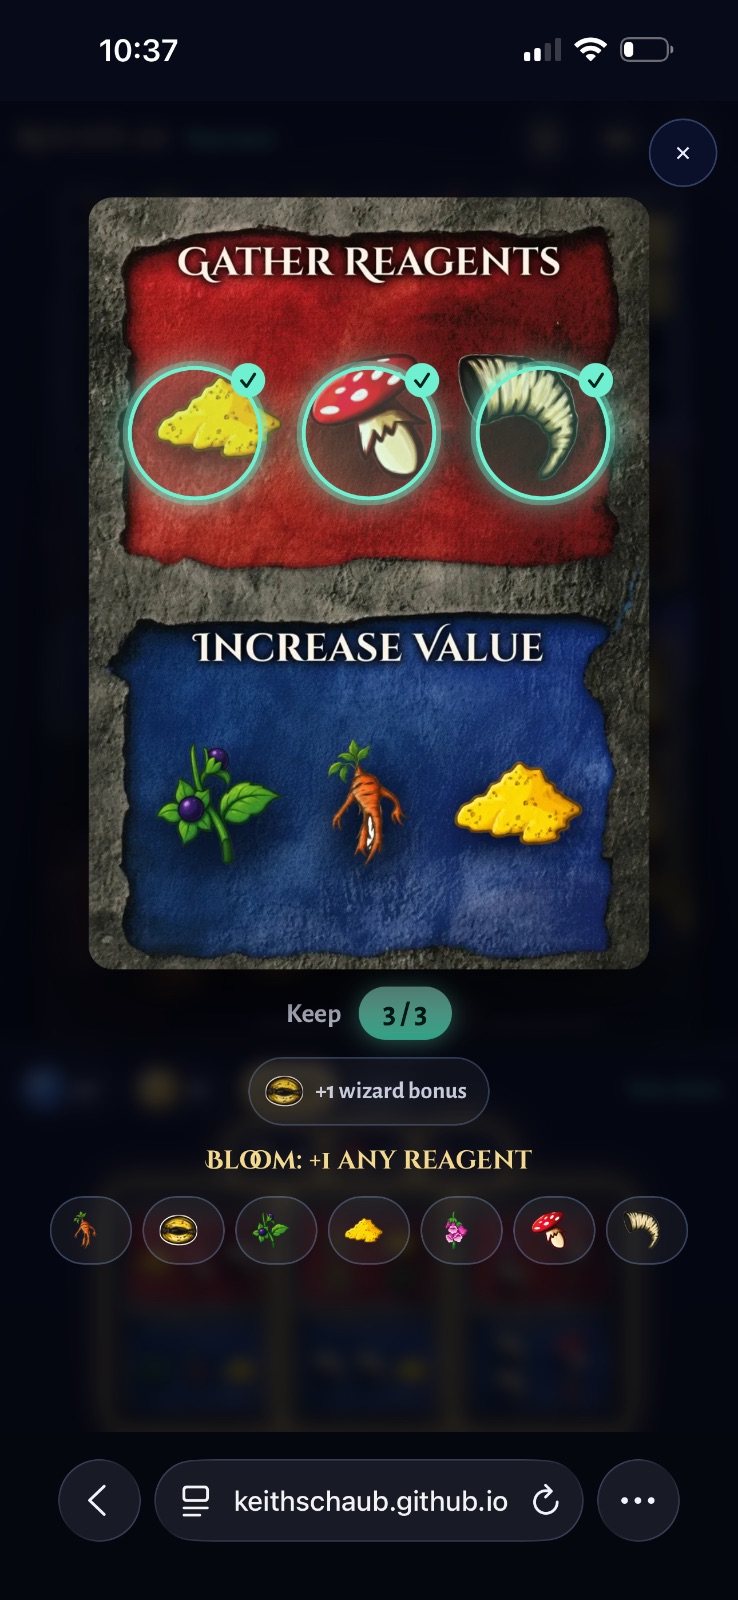 10:37
GATHER REAGENTS
INCREASE VALUE
Keep 3/3
+1 wizard bonus
BLOOM: +1 ANY REAGENT
keithschaub.github.io